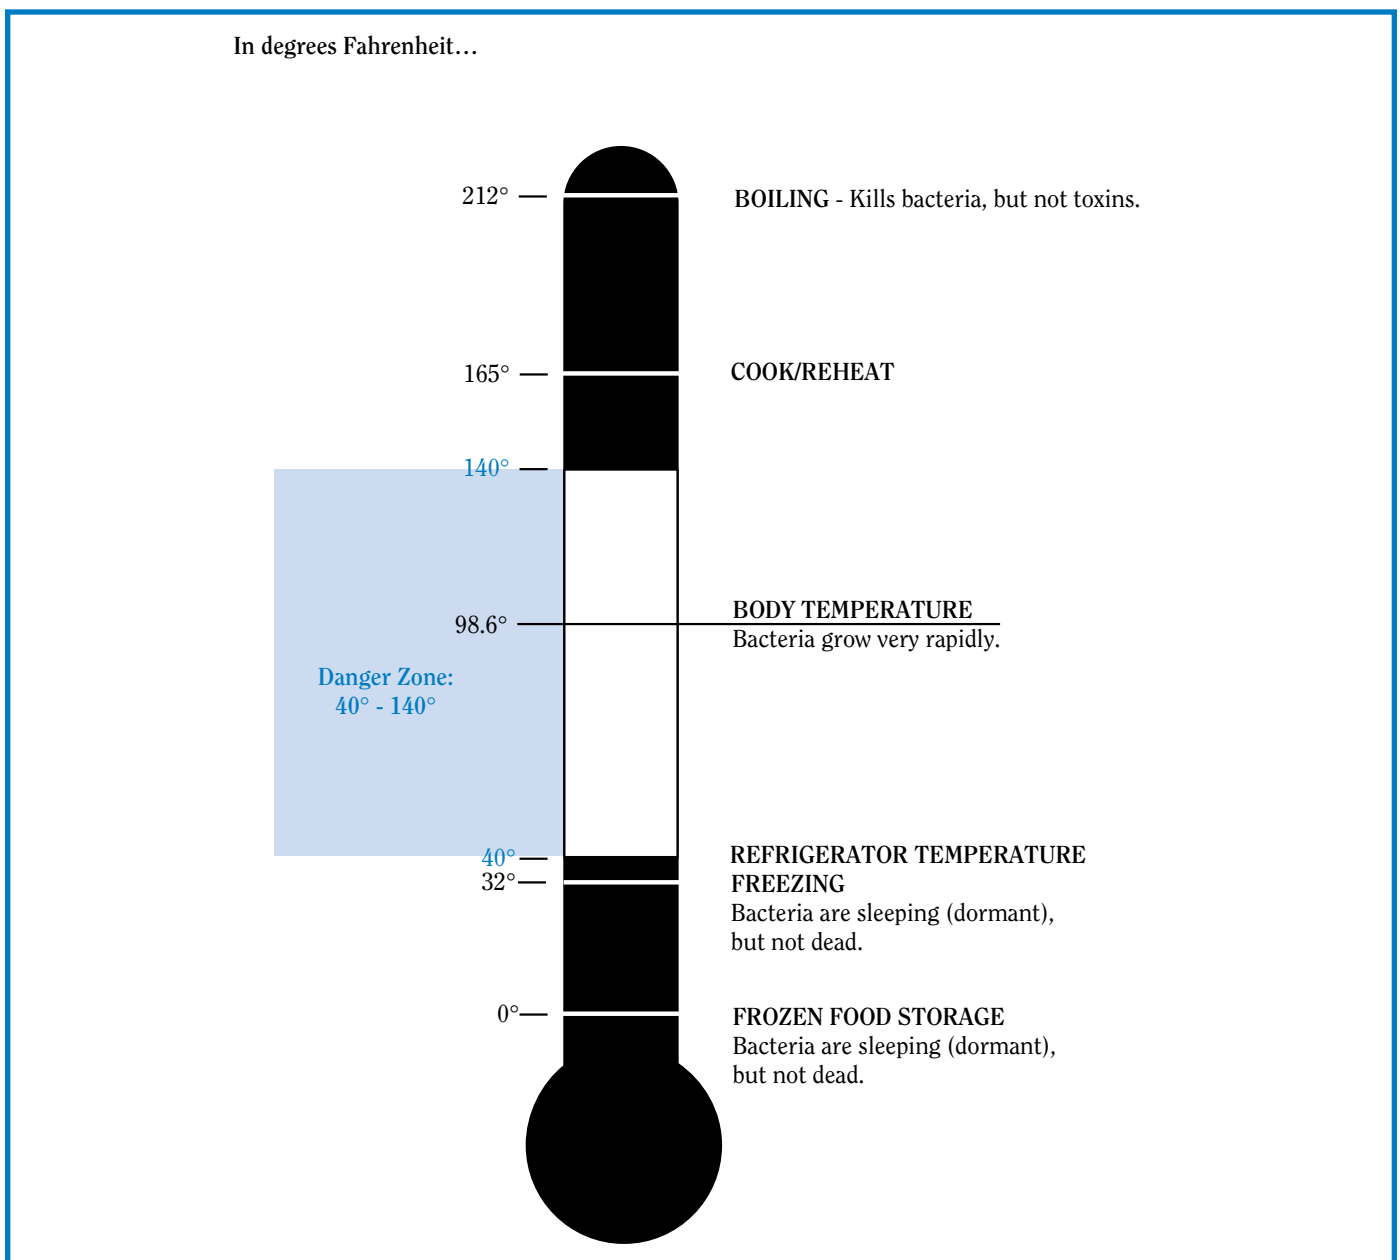 In degrees Fahrenheit…
212°
BOILING - Kills bacteria, but not toxins.
165°
COOK/REHEAT
140°
98.6°
BODY TEMPERATURE
Bacteria grow very rapidly.
Danger Zone:
40° - 140°
40°
REFRIGERATOR TEMPERATURE
32°
FREEZING
Bacteria are sleeping (dormant),
but not dead.
0°
FROZEN FOOD STORAGE
Bacteria are sleeping (dormant),
but not dead.